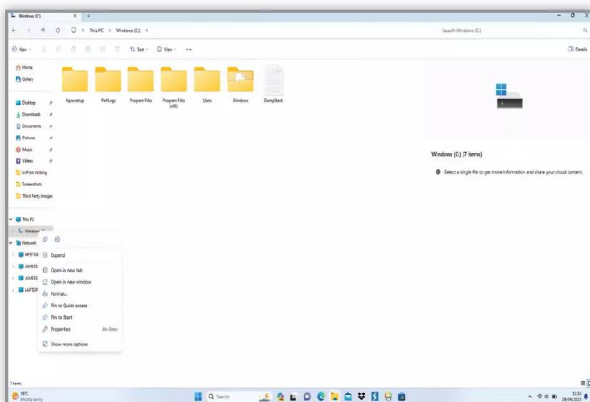 Windows (C:)
This PC > Windows (C:) >
Search Windows (C:)
New
Sort
View
Details
Home
Gallery
Desktop
Downloads
Documents
Pictures
Music
Videos
Screenshots
Third Party Images
This PC
Network
PerfLogs
Program Files
Program Files (x86)
Users
Windows
DumpStack
Windows (C:) (7 items)
Select a single file to get more information and share your cloud content.
Expand
Open in new tab
Open in new window
Format...
Pin to Quick access
Pin to Start
Properties
Show more options
7 items
Search